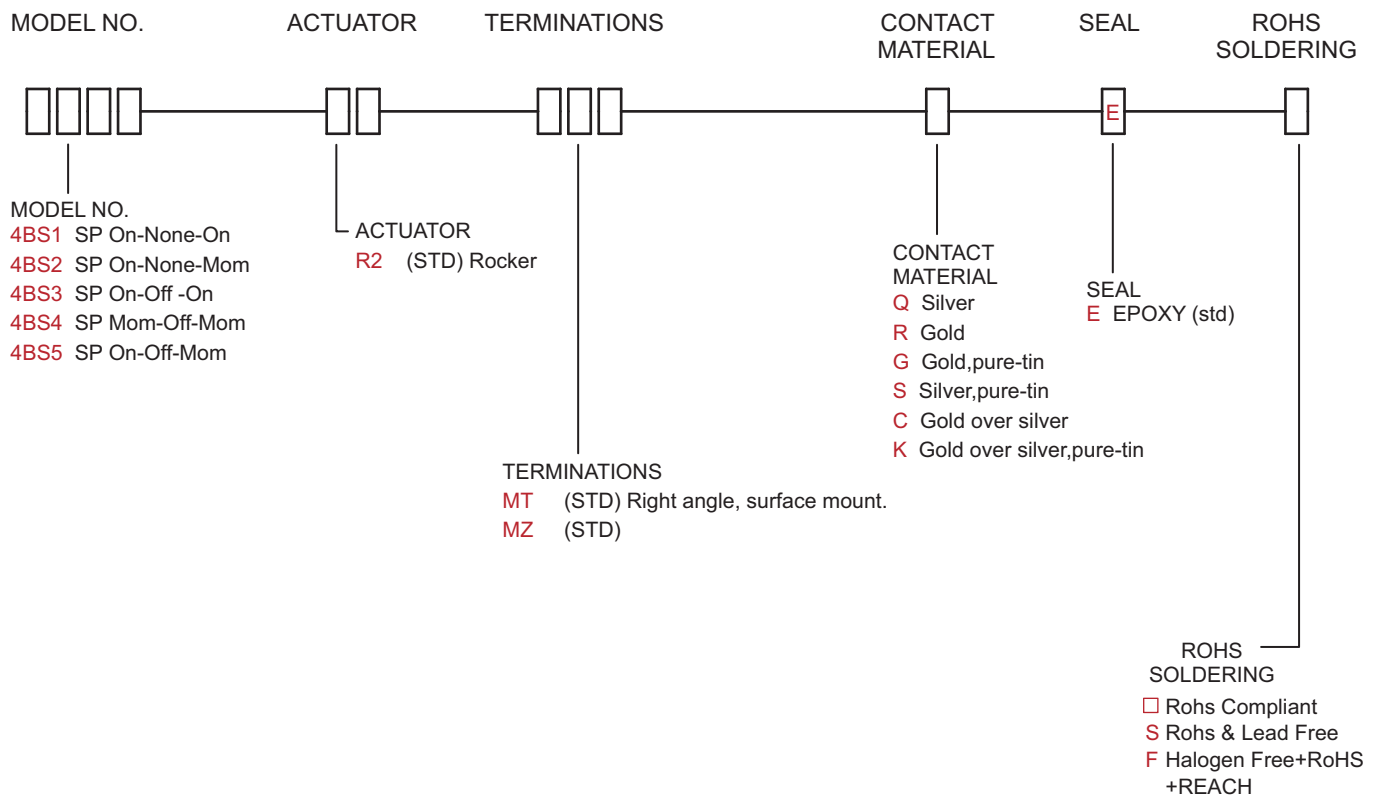 MODEL NO.
ACTUATOR
TERMINATIONS
CONTACT
MATERIAL
SEAL
ROHS
SOLDERING
E
MODEL NO.
4BS1 SP On-None-On
4BS2 SP On-None-Mom
4BS3 SP On-Off -On
4BS4 SP Mom-Off-Mom
4BS5 SP On-Off-Mom
ACTUATOR
R2 (STD) Rocker
TERMINATIONS
MT (STD) Right angle, surface mount.
MZ (STD)
CONTACT
MATERIAL
Q Silver
R Gold
G Gold,pure-tin
S Silver,pure-tin
C Gold over silver
K Gold over silver,pure-tin
SEAL
E EPOXY (std)
ROHS
SOLDERING
□ Rohs Compliant
S Rohs & Lead Free
F Halogen Free+RoHS
+REACH